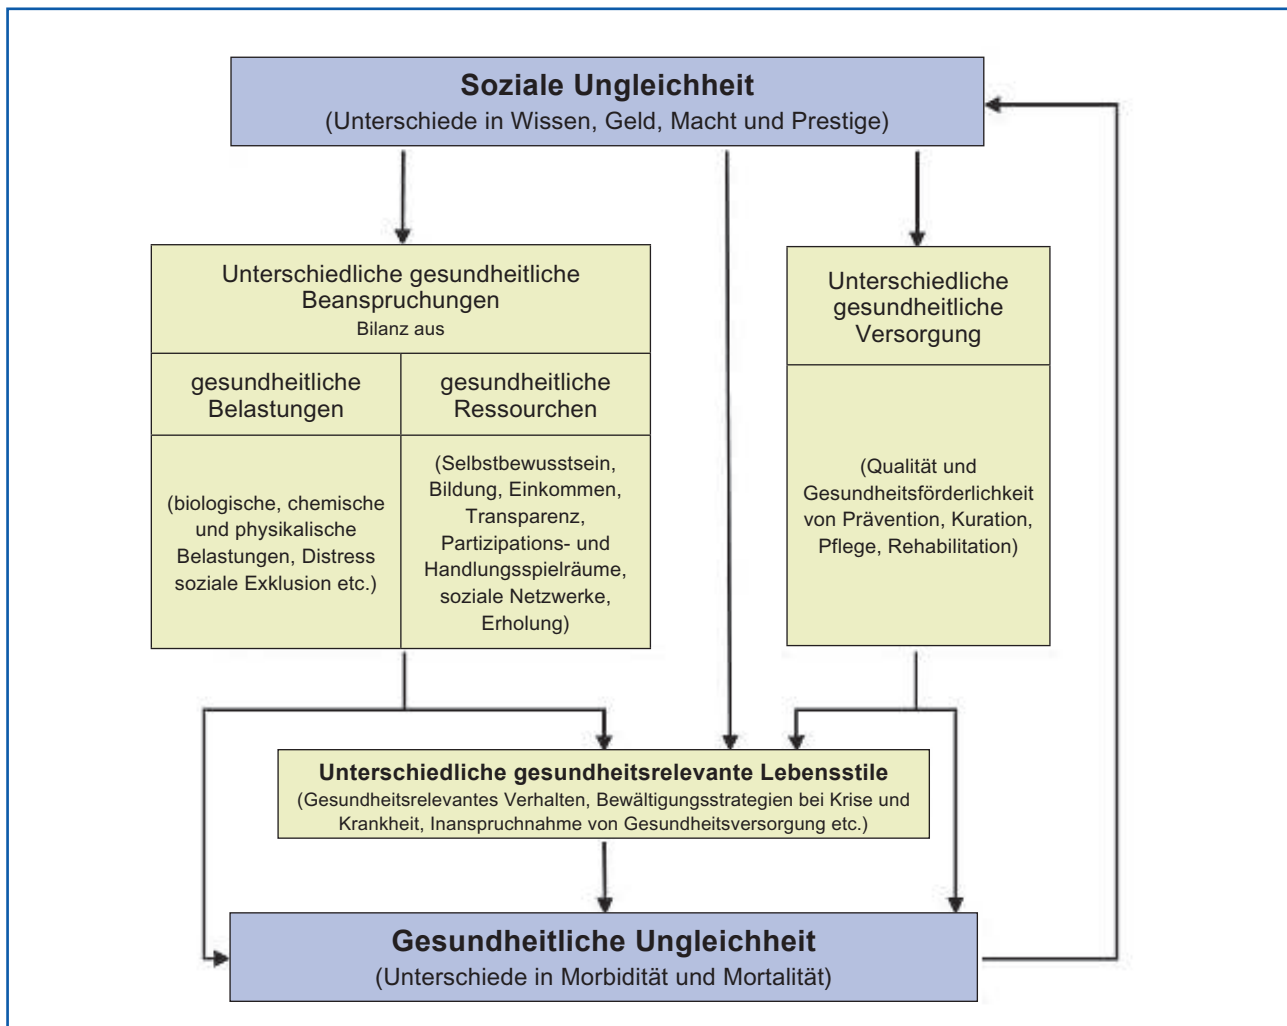 Soziale Ungleichheit
(Unterschiede in Wissen, Geld, Macht und Prestige)
Unterschiedliche gesundheitliche
Beanspruchungen
Bilanz aus
gesundheitliche
Belastungen
(biologische, chemische
und physikalische
Belastungen, Distress
soziale Exklusion etc.)
gesundheitliche
Ressourchen
(Selbstbewusstsein,
Bildung, Einkommen,
Transparenz,
Partizipations- und
Handlungsspielräume,
soziale Netzwerke,
Erholung)
Unterschiedliche
gesundheitliche
Versorgung
(Qualität und
Gesundheitsförderlichkeit
von Prävention, Kuration,
Pflege, Rehabilitation)
Unterschiedliche gesundheitsrelevante Lebensstile
(Gesundheitsrelevantes Verhalten, Bewältigungsstrategien bei Krise und
Krankheit, Inanspruchnahme von Gesundheitsversorgung etc.)
Gesundheitliche Ungleichheit
(Unterschiede in Morbidität und Mortalität)